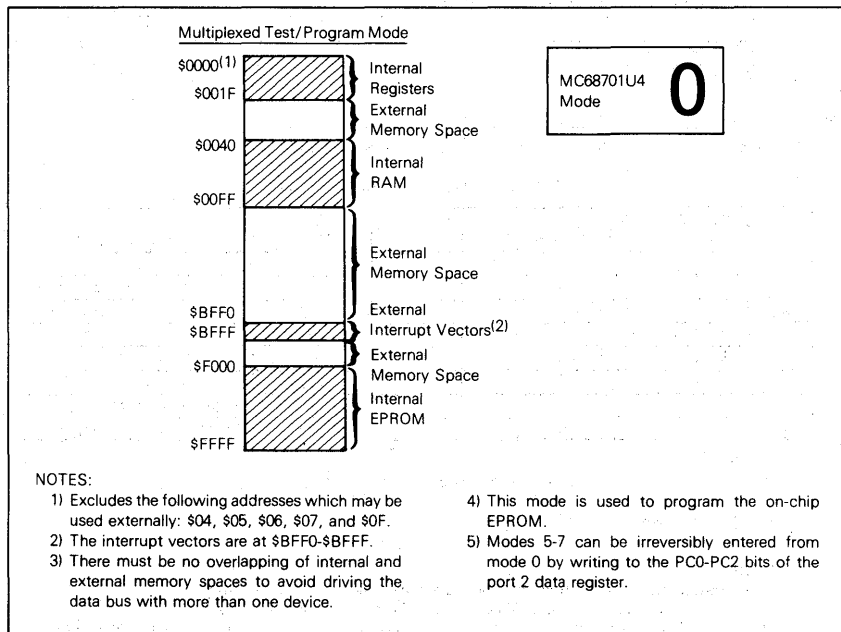 Multiplexed Test/Program Mode
$0000(1)
Internal
Registers
$001F
External
Memory Space
$0040
Internal
RAM
$00FF
External
Memory Space
$BFF0
External
$BFFF
Interrupt Vectors(2)
External
$F000
Memory Space
Internal
EPROM
$FFFF
MC68701U4
Mode
0
NOTES:
1) Excludes the following addresses which may be
used externally: $04, $05, $06, $07, and $0F.
2) The interrupt vectors are at $BFF0-$BFFF.
3) There must be no overlapping of internal and
external memory spaces to avoid driving the
data bus with more than one device.
4) This mode is used to program the on-chip
EPROM.
5) Modes 5-7 can be irreversibly entered from
mode 0 by writing to the PC0-PC2 bits of the
port 2 data register.